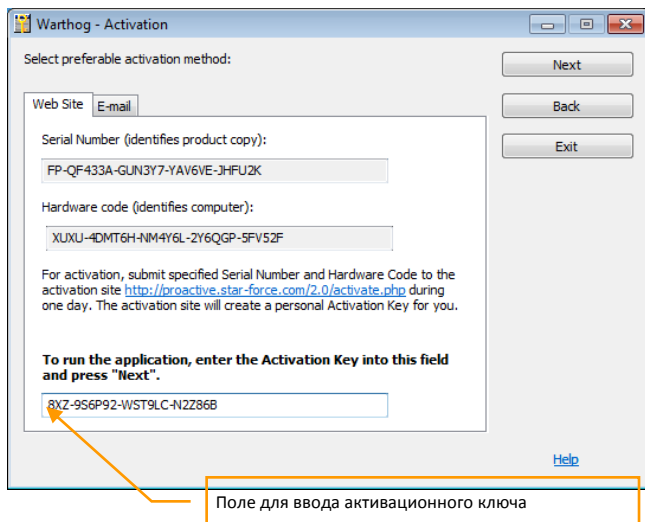 Warthog - Activation
Select preferable activation method:
Next
Web Site E-mail
Back
Serial Number (identifies product copy):
Exit
FP-QF433A-GUN3Y7-YAV6VE-JHFU2K
Hardware code (identifies computer):
XUXU-4DMT6H-NM4Y6L-2Y6QGP-5FV52F
For activation, submit specified Serial Number and Hardware Code to the
activation site http://proactive.star-force.com/2.0/activate.php during
one day. The activation site will create a personal Activation Key for you.
To run the application, enter the Activation Key into this field
and press "Next".
8XZ-9S6P92-WST9LC-N2Z86B
Help
Поле для ввода активационного ключа